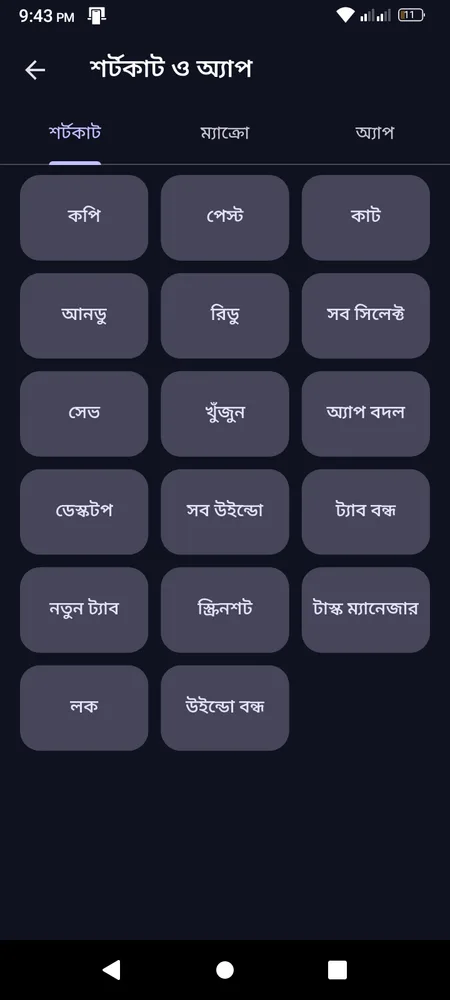 9:43 PM
11
শর্টকাট ও অ্যাপ
শর্টকাট ম্যাক্রো অ্যাপ
কপি পেস্ট কাট
আনডু রিডু সব সিলেক্ট
সেভ খুঁজুন অ্যাপ বদল
ডেস্কটপ সব উইন্ডো ট্যাব বন্ধ
নতুন ট্যাব স্ক্রিনশট টাস্ক ম্যানেজার
লক উইন্ডো বন্ধ